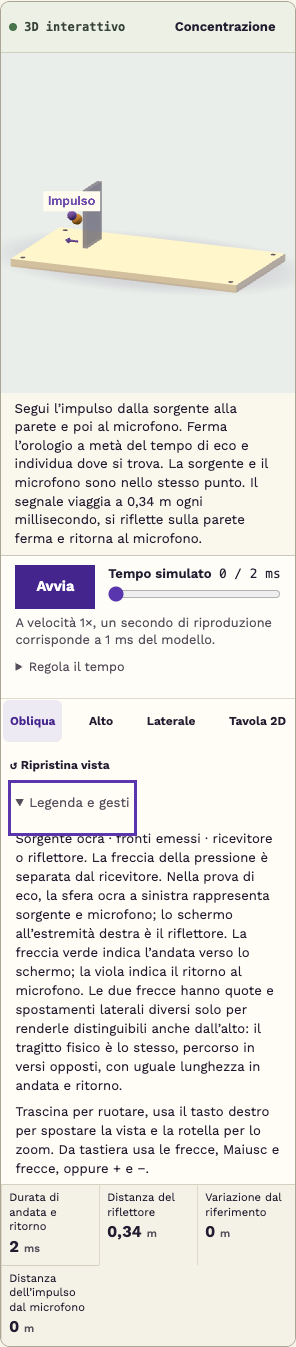 3D interattivo
Concentrazione
Impulso
Segui l’impulso dalla sorgente alla
parete e poi al microfono. Ferma
l’orologio a metà del tempo di eco e
individua dove si trova. La sorgente e il
microfono sono nello stesso punto. Il
segnale viaggia a 0,34 m ogni
millisecondo, si riflette sulla parete
ferma e ritorna al microfono.
Avvia
Tempo simulato 0 / 2 ms
A velocità 1×, un secondo di riproduzione
corrisponde a 1 ms del modello.
▶ Regola il tempo
Obliqua
Alto
Laterale
Tavola 2D
↺ Ripristina vista
▼ Legenda e gesti
Sorgente ocra · fronti emessi · ricevitore
o riflettore. La freccia della pressione è
separata dal ricevitore. Nella prova di
eco, la sfera ocra a sinistra rappresenta
sorgente e microfono; lo schermo
all’estremità destra è il riflettore. La
freccia verde indica l’andata verso lo
schermo; la viola indica il ritorno al
microfono. Le due frecce hanno quote e
spostamenti laterali diversi solo per
renderle distinguibili anche dall’alto: il
tragitto fisico è lo stesso, percorso in
versi opposti, con uguale lunghezza in
andata e ritorno.
Trascina per ruotare, usa il tasto destro
per spostare la vista e la rotella per lo
zoom. Da tastiera usa le frecce, Maiusc e
frecce, oppure + e −.
Durata di
andata e
ritorno
2 ms
Distanza del
riflettore
0,34 m
Variazione dal
riferimento
0 m
Distanza
dell’impulso
dal microfono
0 m